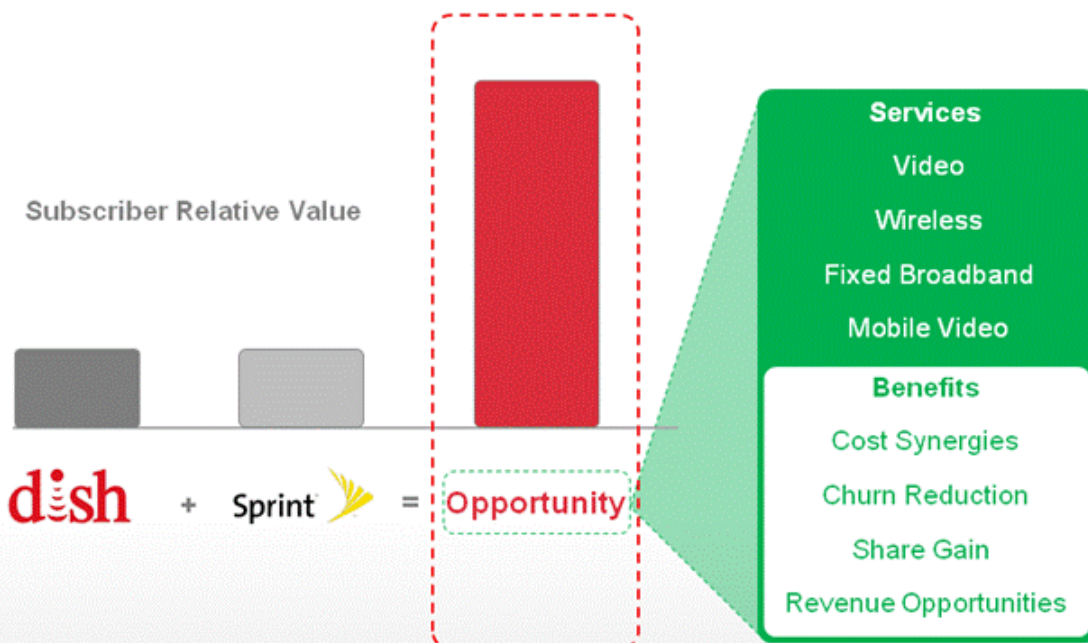 Subscriber Relative Value
dish + Sprint = Opportunity
Services
Video
Wireless
Fixed Broadband
Mobile Video
Benefits
Cost Synergies
Churn Reduction
Share Gain
Revenue Opportunities